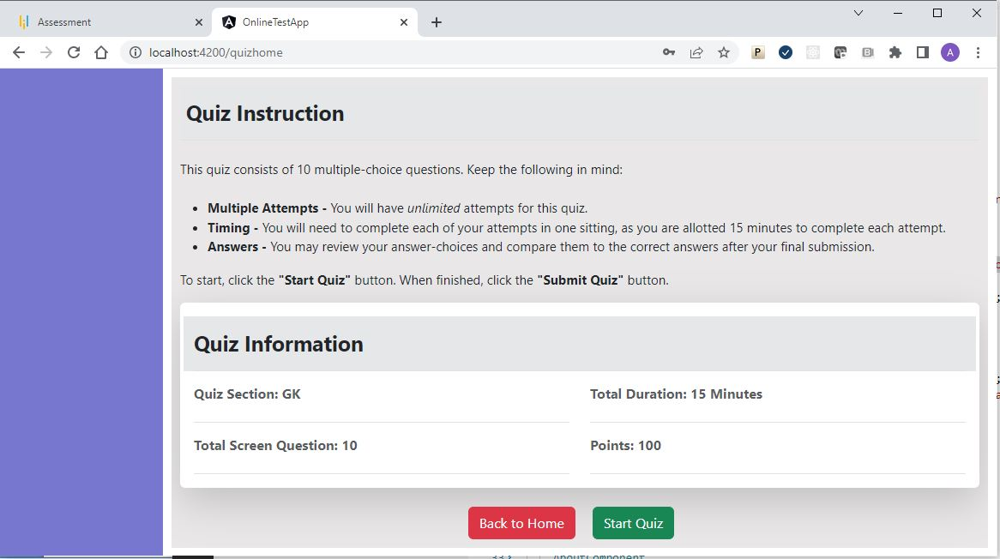 Assessment
OnlineTestApp
localhost:4200/quizhome
P
B
A
Quiz Instruction
This quiz consists of 10 multiple-choice questions. Keep the following in mind:
Multiple Attempts - You will have unlimited attempts for this quiz.
Timing - You will need to complete each of your attempts in one sitting, as you are allotted 15 minutes to complete each attempt.
Answers - You may review your answer-choices and compare them to the correct answers after your final submission.
To start, click the "Start Quiz" button. When finished, click the "Submit Quiz" button.
Quiz Information
Quiz Section: GK
Total Duration: 15 Minutes
Total Screen Question: 10
Points: 100
Back to Home
Start Quiz
AboutComponent